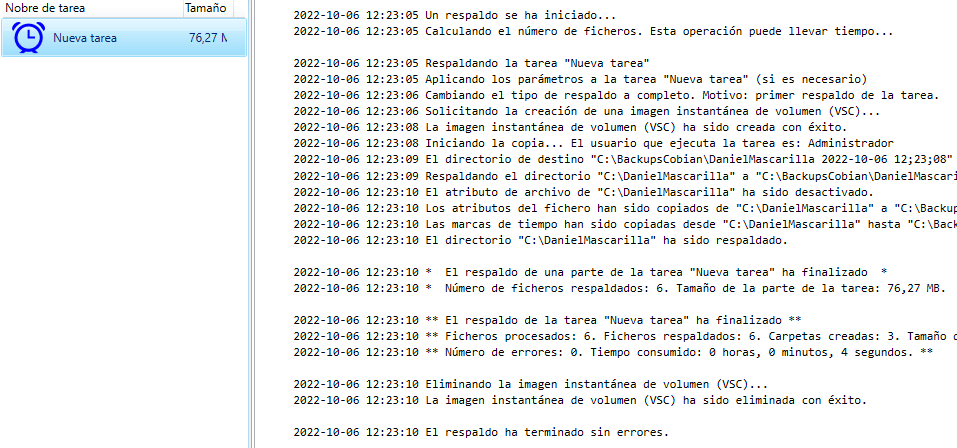 Nobre de tarea Tamaño
Nueva tarea 76,27 M
2022-10-06 12:23:05 Un respaldo se ha iniciado...
2022-10-06 12:23:05 Calculando el número de ficheros. Esta operación puede llevar tiempo...
2022-10-06 12:23:05 Respaldando la tarea "Nueva tarea"
2022-10-06 12:23:05 Aplicando los parámetros a la tarea "Nueva tarea" (si es necesario)
2022-10-06 12:23:06 Cambiando el tipo de respaldo a completo. Motivo: primer respaldo de la tarea.
2022-10-06 12:23:06 Solicitando la creación de una imagen instantánea de volumen (VSC)...
2022-10-06 12:23:08 La imagen instantánea de volumen (VSC) ha sido creada con éxito.
2022-10-06 12:23:08 Iniciando la copia... El usuario que ejecuta la tarea es: Administrador
2022-10-06 12:23:09 El directorio de destino "C:\BackupsCobian\DanielMascarilla 2022-10-06 12;23;08"
2022-10-06 12:23:09 Respaldando el directorio "C:\DanielMascarilla" a "C:\BackupsCobian\DanielMascari
2022-10-06 12:23:10 El atributo de archivo de "C:\DanielMascarilla" ha sido desactivado.
2022-10-06 12:23:10 Los atributos del fichero han sido copiados de "C:\DanielMascarilla" a "C:\Backup
2022-10-06 12:23:10 Las marcas de tiempo han sido copiadas desde "C:\DanielMascarilla" hasta "C:\Back
2022-10-06 12:23:10 El directorio "C:\DanielMascarilla" ha sido respaldado.
2022-10-06 12:23:10 * El respaldo de una parte de la tarea "Nueva tarea" ha finalizado *
2022-10-06 12:23:10 * Número de ficheros respaldados: 6. Tamaño de la parte de la tarea: 76,27 MB.
2022-10-06 12:23:10 ** El respaldo de la tarea "Nueva tarea" ha finalizado **
2022-10-06 12:23:10 ** Ficheros procesados: 6. Ficheros respaldados: 6. Carpetas creadas: 3. Tamaño
2022-10-06 12:23:10 ** Número de errores: 0. Tiempo consumido: 0 horas, 0 minutos, 4 segundos. **
2022-10-06 12:23:10 Eliminando la imagen instantánea de volumen (VSC)...
2022-10-06 12:23:10 La imagen instantánea de volumen (VSC) ha sido eliminada con éxito.
2022-10-06 12:23:10 El respaldo ha terminado sin errores.